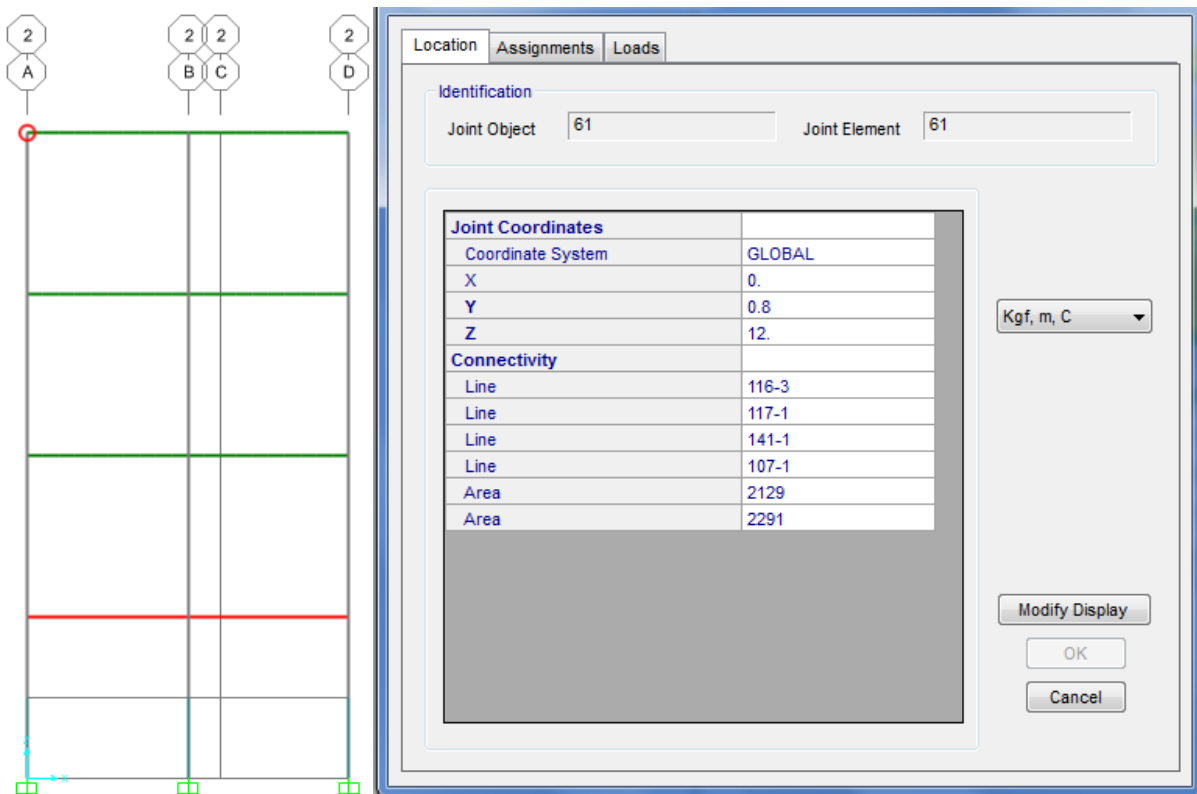 2 2 2 2
A B C D
Z
X
Location Assignments Loads
Identification
Joint Object 61 Joint Element 61
Joint Coordinates
Coordinate System GLOBAL
X 0.
Y 0.8
Z 12.
Connectivity
Line 116-3
Line 117-1
Line 141-1
Line 107-1
Area 2129
Area 2291
Kgf, m, C
Modify Display
OK
Cancel